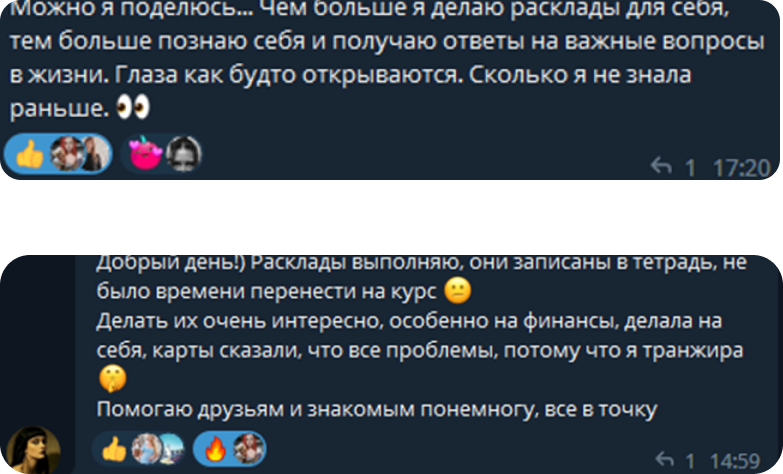 Можно я поделюсь... Чем больше я делаю расклады для себя,
тем больше познаю себя и получаю ответы на важные вопросы
в жизни. Глаза как будто открываются. Сколько я не знала
раньше. 👀
1 17:20
Добрый день!) Расклады выполняю, они записаны в тетрадь, не
было времени перенести на курс 😕
Делать их очень интересно, особенно на финансы, делала на
себя, карты сказали, что все проблемы, потому что я транжира
🤫
Помогаю друзьям и знакомым понемногу, все в точку
1 14:59